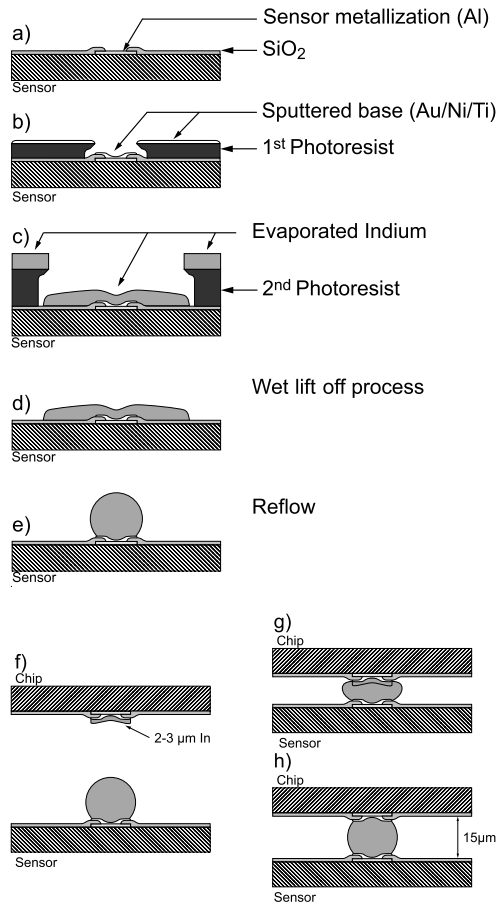 a)
Sensor metallization (Al)
SiO2
Sensor
b)
Sputtered base (Au/Ni/Ti)
1st Photoresist
Sensor
c)
Evaporated Indium
2nd Photoresist
Sensor
d)
Wet lift off process
Sensor
e)
Reflow
Sensor
f)
Chip
2-3 µm In
Sensor
g)
Chip
Sensor
h)
Chip
15µm
Sensor